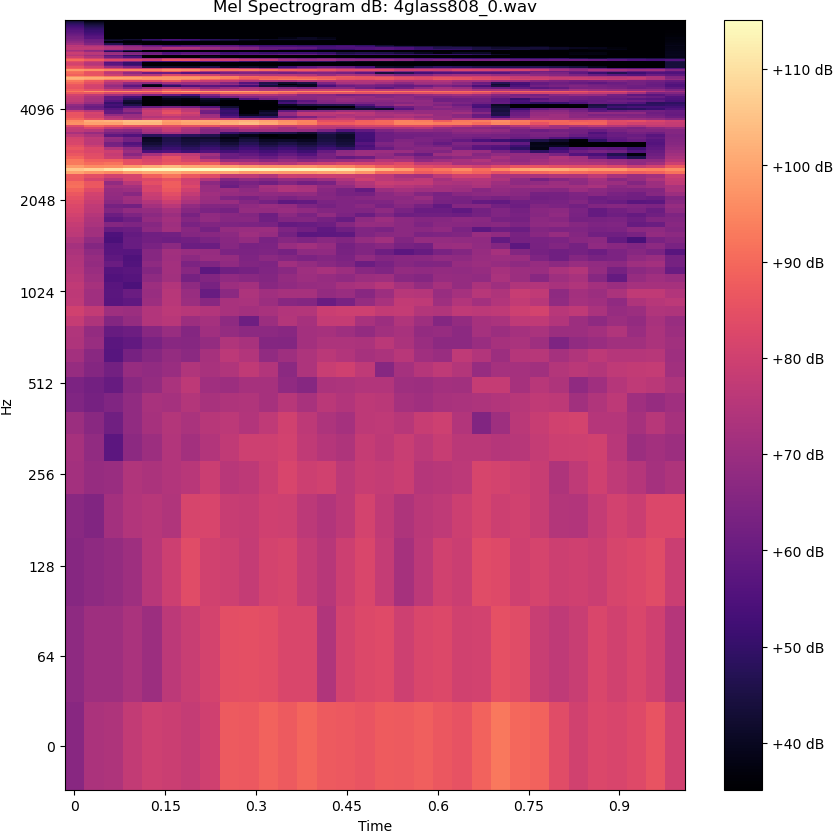 Mel Spectrogram dB: 4glass808_0.wav
4096
2048
1024
512
256
128
64
0
Hz
0
0.15
0.3
0.45
0.6
0.75
0.9
Time
+110 dB
+100 dB
+90 dB
+80 dB
+70 dB
+60 dB
+50 dB
+40 dB